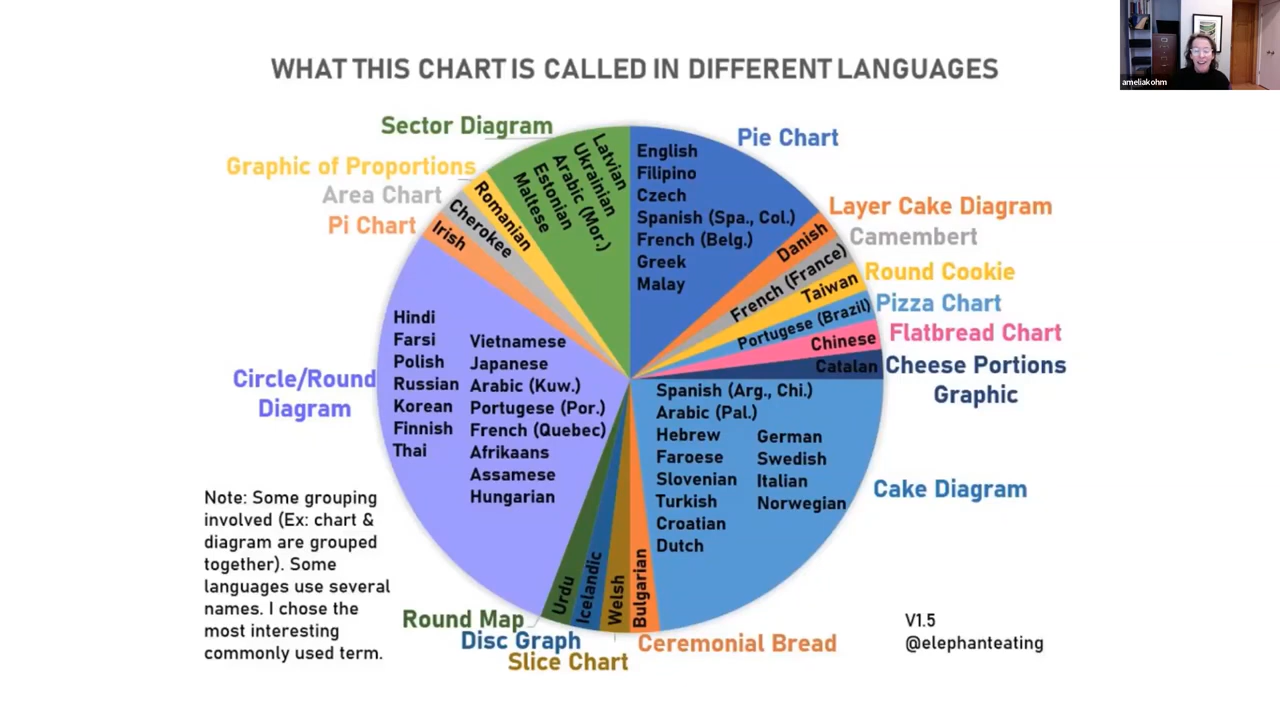 WHAT THIS CHART IS CALLED IN DIFFERENT LANGUAGES
ameliakohm
Pie Chart
English
Filipino
Czech
Spanish (Spa., Col.)
French (Belg.)
Greek
Malay
Layer Cake Diagram
Danish
Camembert
French (France)
Round Cookie
Taiwan
Pizza Chart
Portugese (Brazil)
Flatbread Chart
Chinese
Cheese Portions
Graphic
Catalan
Cake Diagram
Spanish (Arg., Chi.)
Arabic (Pal.)
Hebrew
Faroese
Slovenian
Turkish
Croatian
Dutch
German
Swedish
Italian
Norwegian
Ceremonial Bread
Bulgarian
Slice Chart
Welsh
Disc Graph
Icelandic
Round Map
Urdu
Circle/Round
Diagram
Hindi
Farsi
Polish
Russian
Korean
Finnish
Thai
Vietnamese
Japanese
Arabic (Kuw.)
Portugese (Por.)
French (Quebec)
Afrikaans
Assamese
Hungarian
Pi Chart
Irish
Area Chart
Cherokee
Graphic of Proportions
Romanian
Sector Diagram
Maltese
Estonian
Arabic (Mor.)
Ukrainian
Latvian
Note: Some grouping
involved (Ex: chart &
diagram are grouped
together). Some
languages use several
names. I chose the
most interesting
commonly used term.
V1.5
@elephanteating